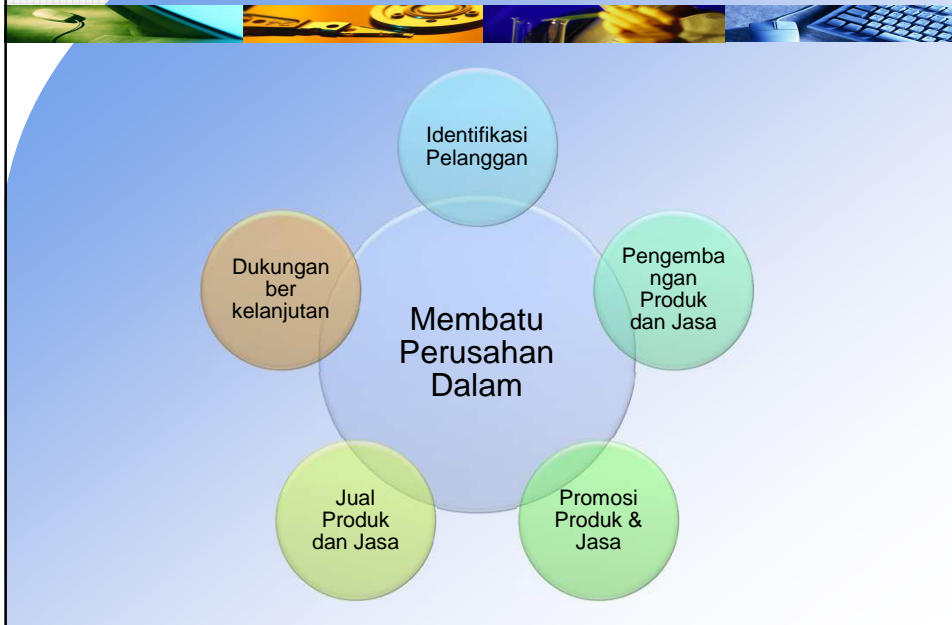 Identifikasi
Pelanggan
Pengemba
ngan
Produk
dan Jasa
Promosi
Produk &
Jasa
Jual
Produk
dan Jasa
Dukungan
ber
kelanjutan
Membatu
Perusahan
Dalam